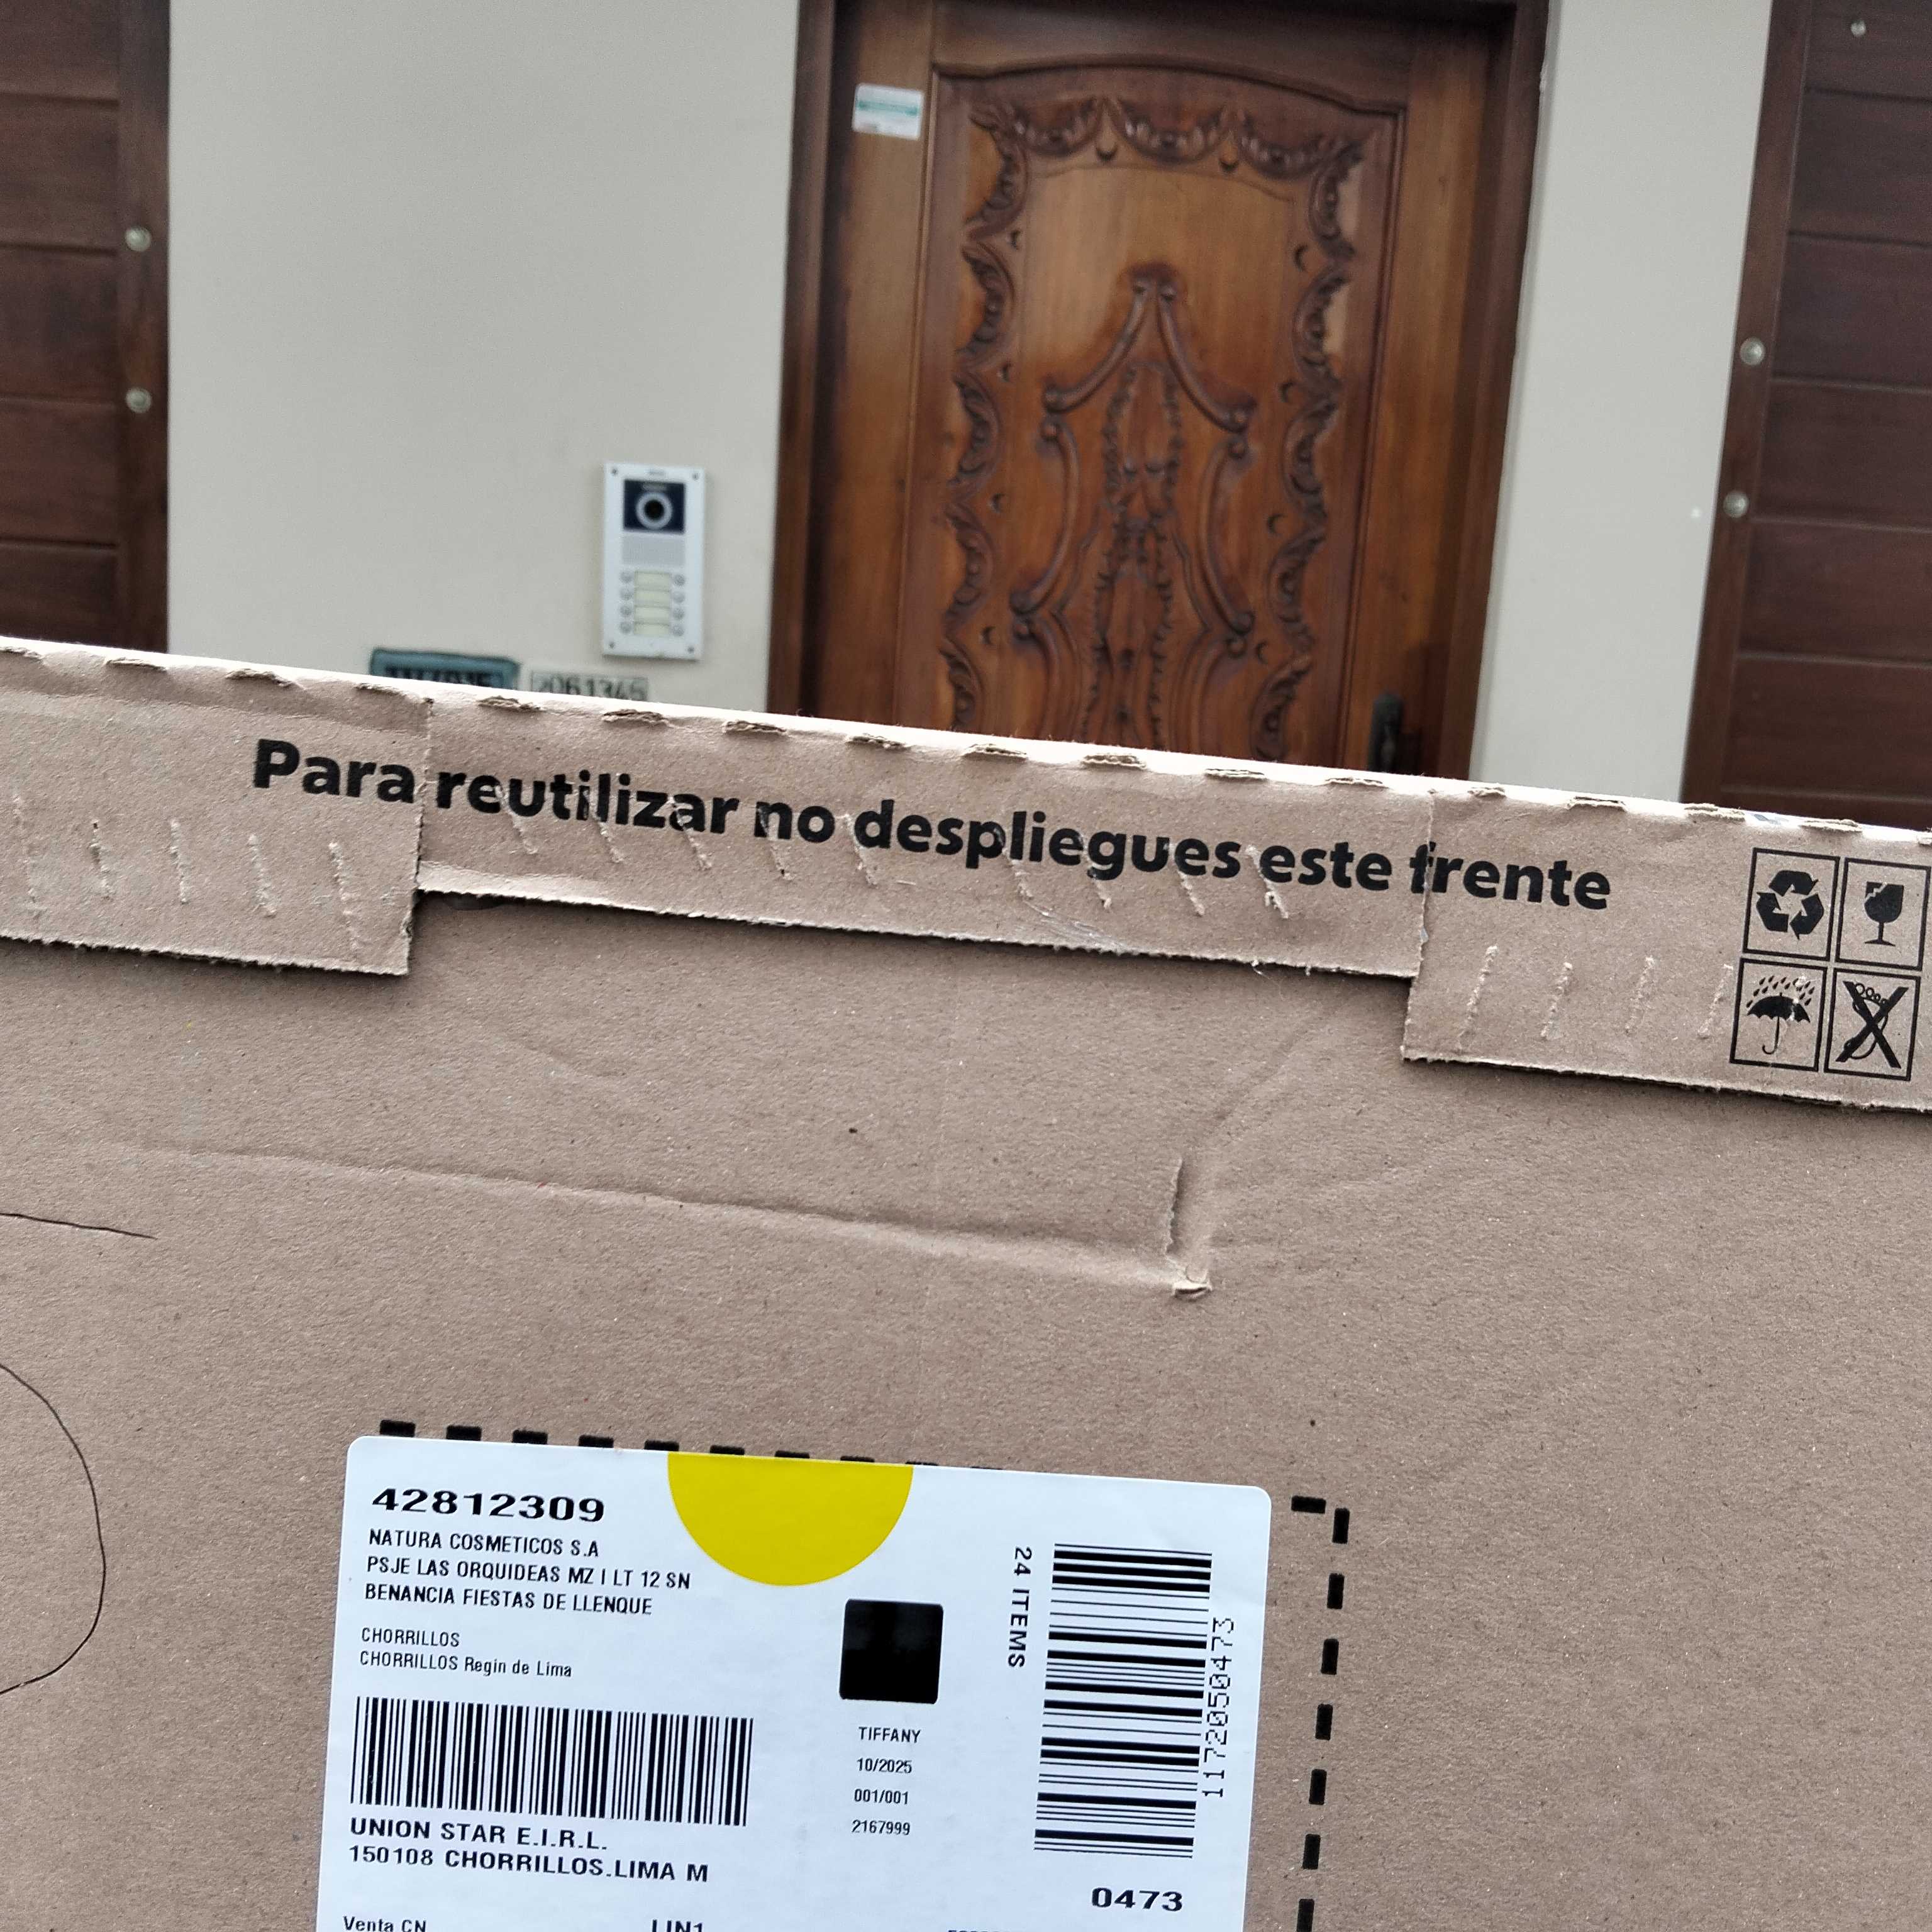 Para reutilizar no despliegues este frente
42812309
NATURA COSMETICOS S.A
PSJE LAS ORQUIDEAS MZ I LT 12 SN
BENANCIA FIESTAS DE LLENQUE
CHORRILLOS
CHORRILLOS Regin de Lima
UNION STAR E.I.R.L.
150108 CHORRILLOS.LIMA M
Venta CN
LIN1
TIFFANY
10/2025
001/001
2167999
24 ITEMS
11720500473
0473